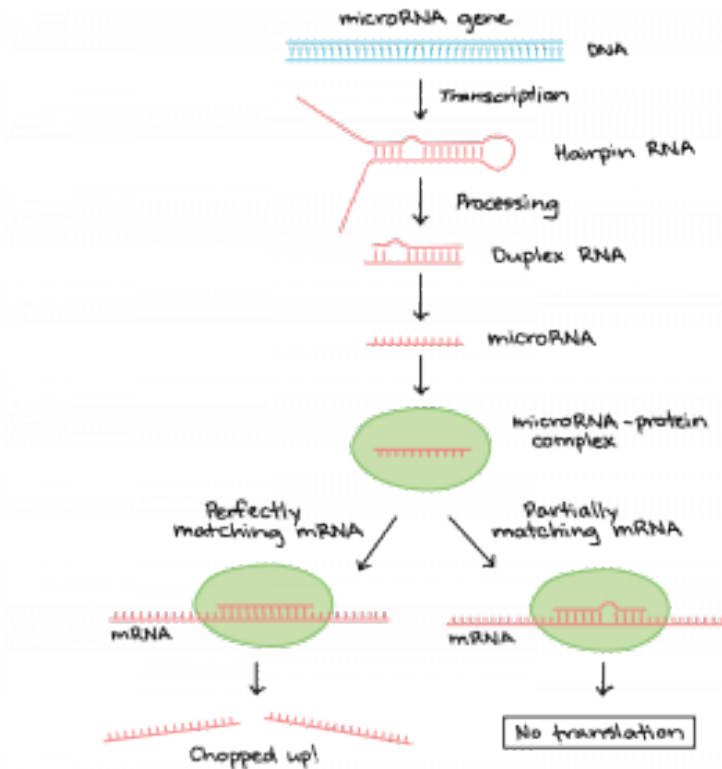 microRNA gene
DNA
Transcription
Hairpin RNA
Processing
Duplex RNA
microRNA
microRNA-protein
complex
Perfectly
matching mRNA
Partially
matching mRNA
mRNA
mRNA
Chopped up!
No translation